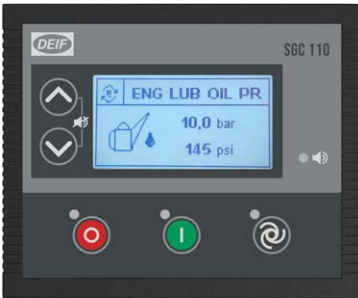 DEIF
SGC 110
ENG LUB OIL PR
10,0 bar
145 psi
O
I